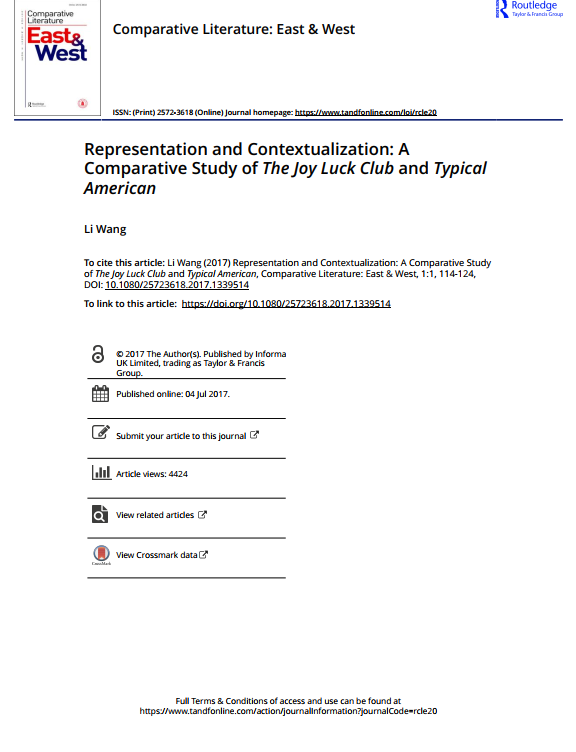 Comparative
Literature
East&
West
Routledge
Routledge
Taylor & Francis Group
Comparative Literature: East & West
ISSN: (Print) 2572-3618 (Online) Journal homepage: https://www.tandfonline.com/loi/rcle20
Representation and Contextualization: A
Comparative Study of The Joy Luck Club and Typical
American
Li Wang
To cite this article: Li Wang (2017) Representation and Contextualization: A Comparative Study
of The Joy Luck Club and Typical American, Comparative Literature: East & West, 1:1, 114-124,
DOI: 10.1080/25723618.2017.1339514
To link to this article: https://doi.org/10.1080/25723618.2017.1339514
© 2017 The Author(s). Published by Informa
UK Limited, trading as Taylor & Francis
Group.
Published online: 04 Jul 2017.
Submit your article to this journal
Article views: 4424
View related articles
View Crossmark data
CrossMark
Full Terms & Conditions of access and use can be found at
https://www.tandfonline.com/action/journalInformation?journalCode=rcle20